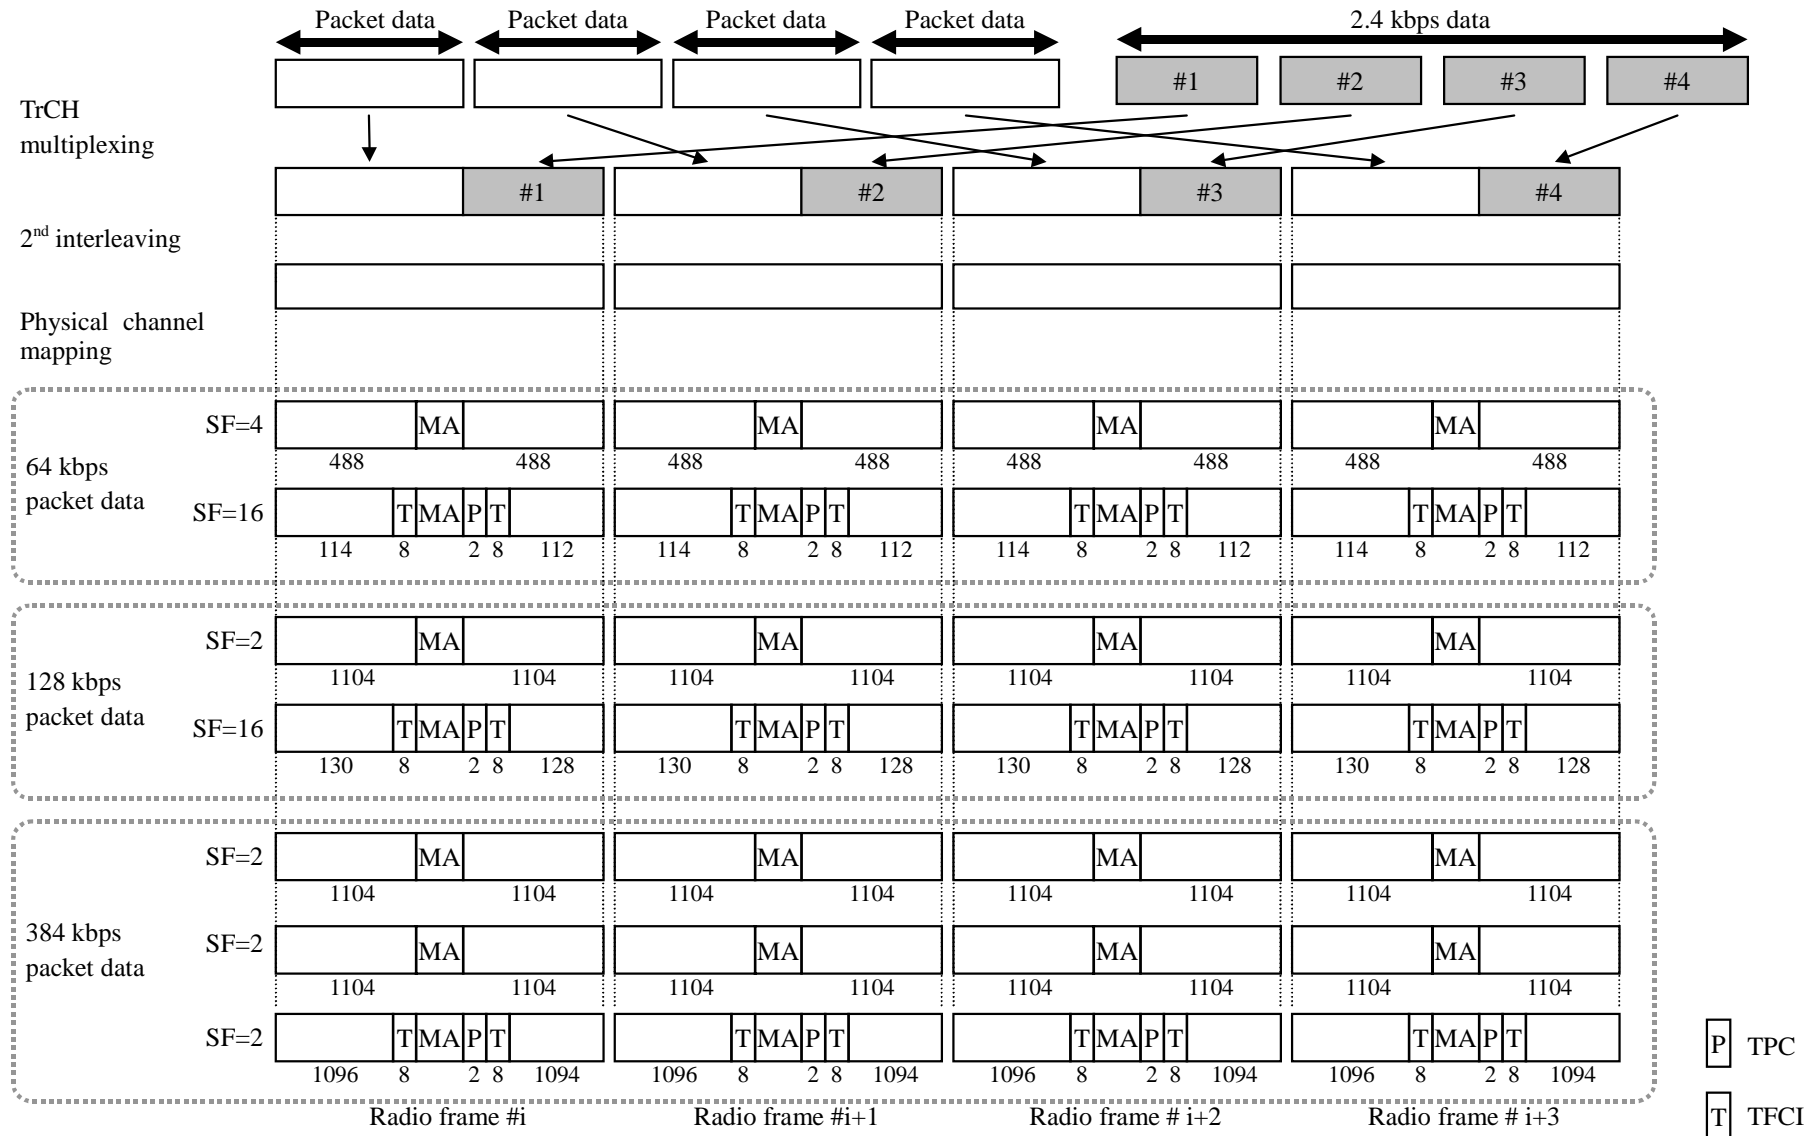 Packet data Packet data Packet data Packet data 2.4 kbps data
#1 #2 #3 #4
TrCH
multiplexing
#1 #2 #3 #4
2nd interleaving
Physical channel
mapping
64 kbps
packet data
SF=4 MA MA MA MA
488 488 488 488 488 488 488 488
SF=16 T MA P T T MA P T T MA P T T MA P T
114 8 2 8 112 114 8 2 8 112 114 8 2 8 112 114 8 2 8 112
128 kbps
packet data
SF=2 MA MA MA MA
1104 1104 1104 1104 1104 1104 1104 1104
SF=16 T MA P T T MA P T T MA P T T MA P T
130 8 2 8 128 130 8 2 8 128 130 8 2 8 128 130 8 2 8 128
384 kbps
packet data
SF=2 MA MA MA MA
1104 1104 1104 1104 1104 1104 1104 1104
SF=2 MA MA MA MA
1104 1104 1104 1104 1104 1104 1104 1104
SF=2 T MA P T T MA P T T MA P T T MA P T
1096 8 2 8 1094 1096 8 2 8 1094 1096 8 2 8 1094 1096 8 2 8 1094
Radio frame #i Radio frame #i+1 Radio frame # i+2 Radio frame # i+3
P TPC
T TFCI